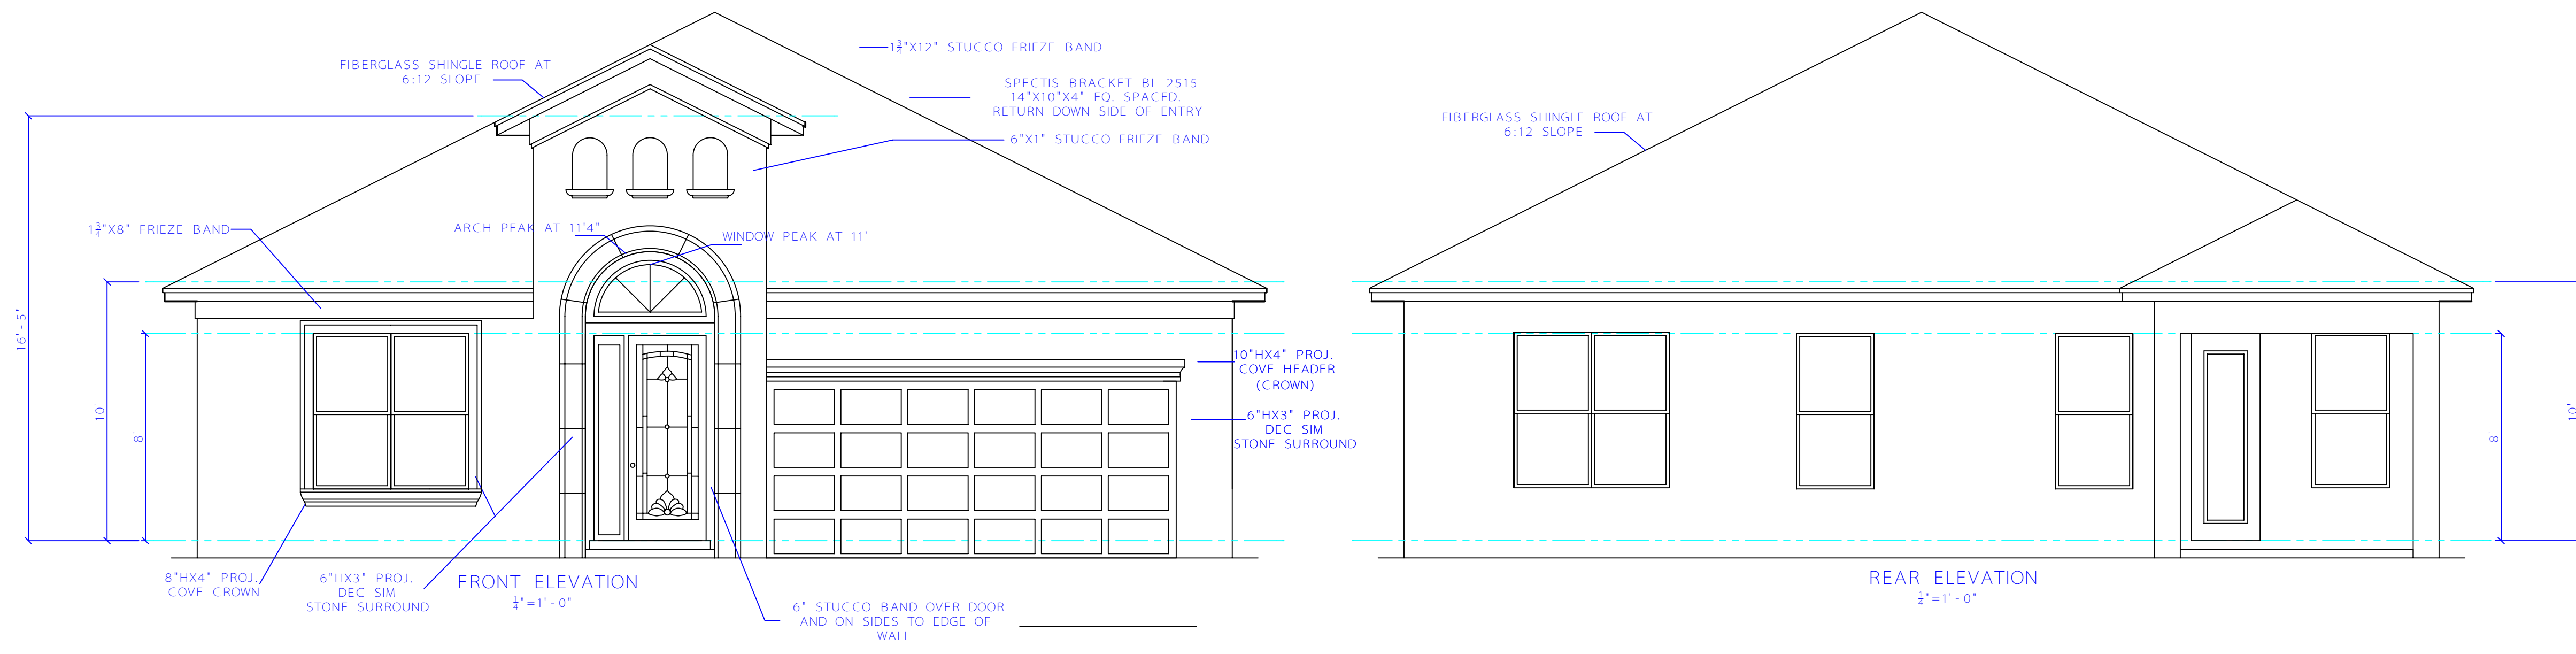 1 3/4"X12" STUCCO FRIEZE BAND
FIBERGLASS SHINGLE ROOF AT
6:12 SLOPE
SPECTIS BRACKET BL 2515
14"X10"X4" EQ. SPACED.
RETURN DOWN SIDE OF ENTRY
6"X1" STUCCO FRIEZE BAND
1 3/4"X8" FRIEZE BAND
ARCH PEAK AT 11'4"
WINDOW PEAK AT 11'
16'-5"
10'
8'
10"HX4" PROJ.
COVE HEADER
(CROWN)
6"HX3" PROJ.
DEC SIM
STONE SURROUND
8"HX4" PROJ.
COVE CROWN
6"HX3" PROJ.
DEC SIM
STONE SURROUND
FRONT ELEVATION
1/4"=1'-0"
6" STUCCO BAND OVER DOOR
AND ON SIDES TO EDGE OF
WALL
FIBERGLASS SHINGLE ROOF AT
6:12 SLOPE
8'
10'
REAR ELEVATION
1/4"=1'-0"